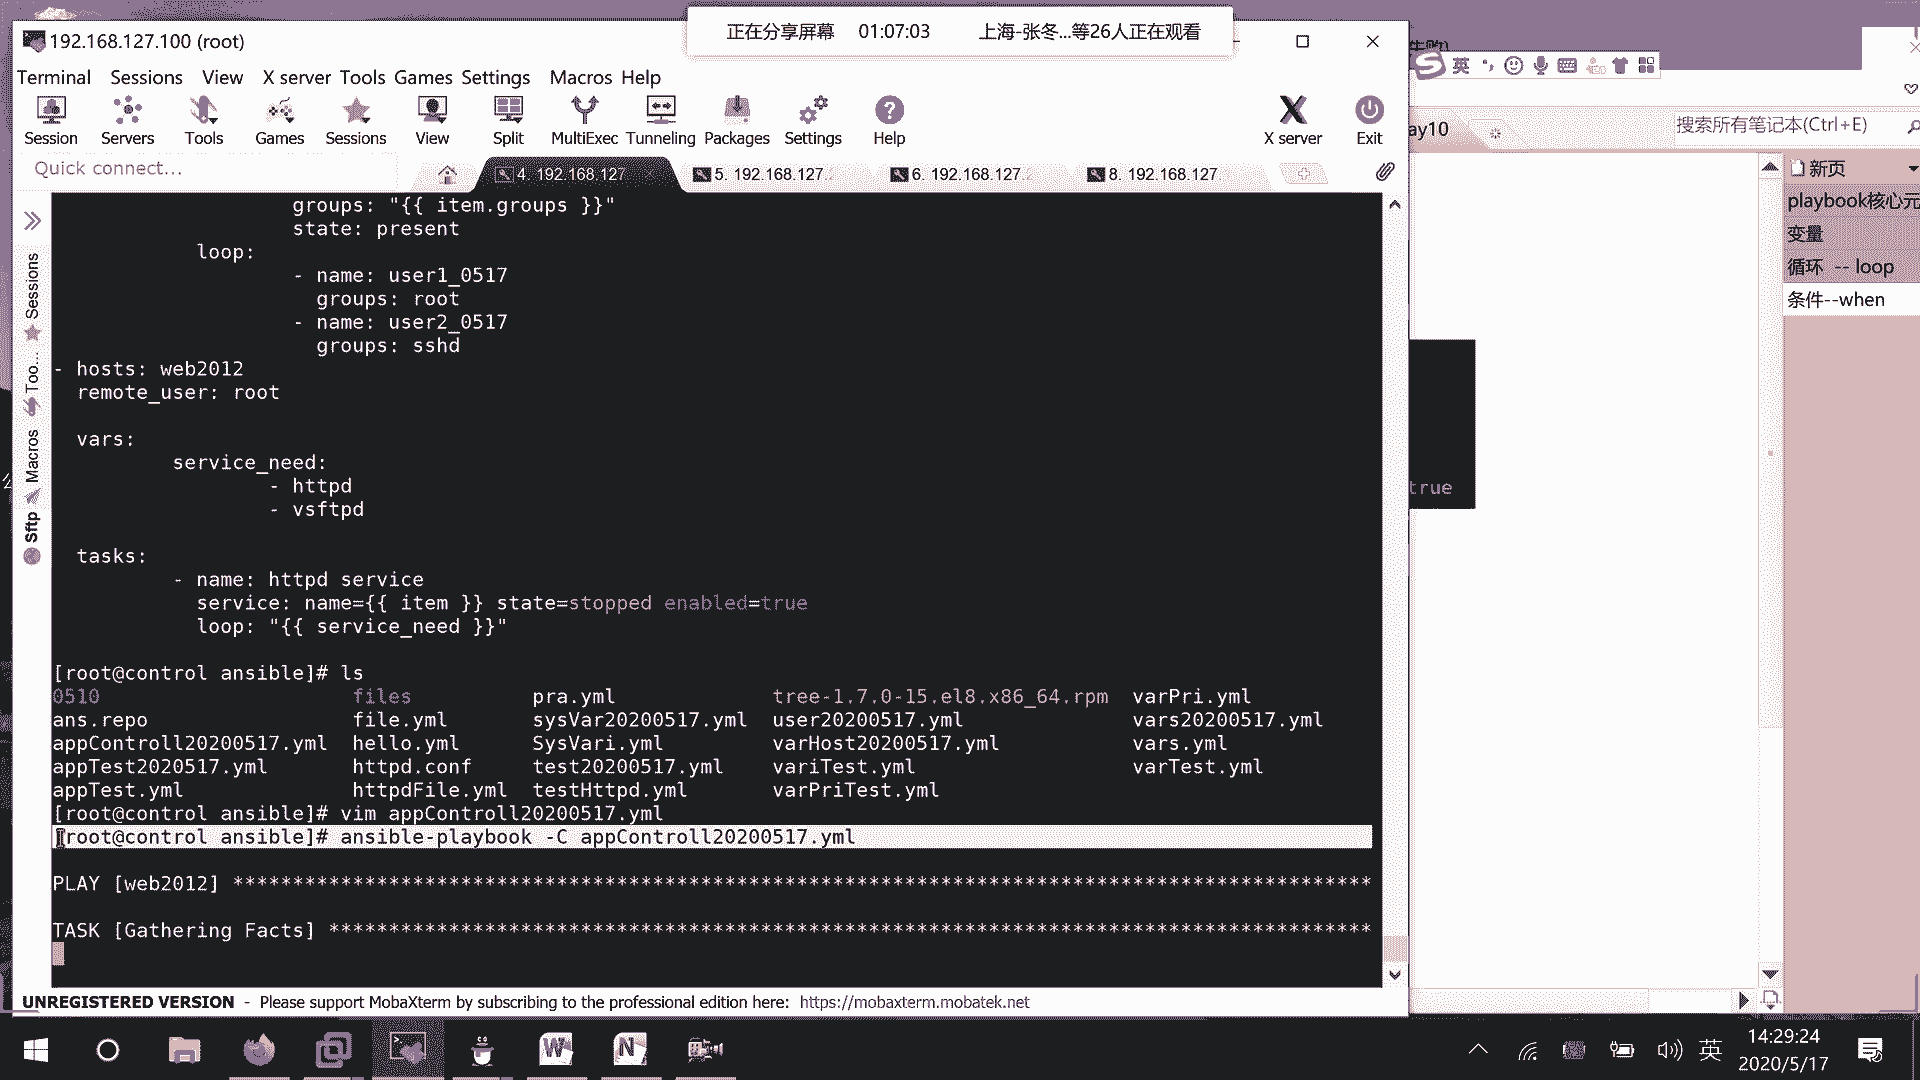 正在分享屏幕 01:07:03 上海-张冬...等26人正在观看
192.168.127.100 (root)
Terminal Sessions View X server Tools Games Settings Macros Help
英
Session Servers Tools Games Sessions View Split MultiExec Tunneling Packages Settings Help X server Exit
ay10
搜索所有笔记本(Ctrl+E)
Quick connect...
4. 192.168.127
5. 192.168.127.
6. 192.168.127.
8. 192.168.127.
新页
playbook核心元
变量
循环 -- loop
条件--when
Sessions
Too...
Macros
Sftp
groups: "{{ item.groups }}"
state: present
loop:
- name: user1_0517
groups: root
- name: user2_0517
groups: sshd
- hosts: web2012
remote_user: root
vars:
service_need:
- httpd
- vsftpd
true
tasks:
- name: httpd service
service: name={{ item }} state=stopped enabled=true
loop: "{{ service_need }}"
[root@control ansible]# ls
0510 files pra.yml tree-1.7.0-15.el8.x86_64.rpm varPri.yml
ans.repo file.yml sysVar20200517.yml user20200517.yml vars20200517.yml
appControll20200517.yml hello.yml SysVari.yml varHost20200517.yml vars.yml
appTest2020517.yml httpd.conf test20200517.yml variTest.yml varTest.yml
appTest.yml httpdFile.yml testHttpd.yml varPriTest.yml
[root@control ansible]# vim appControll20200517.yml
[root@control ansible]# ansible-playbook -C appControll20200517.yml
PLAY [web2012] ***********************************************************************************************
TASK [Gathering Facts] ***************************************************************************************
UNREGISTERED VERSION - Please support MobaXterm by subscribing to the professional edition here: https://mobaxterm.mobatek.net
英
14:29:24
2020/5/17